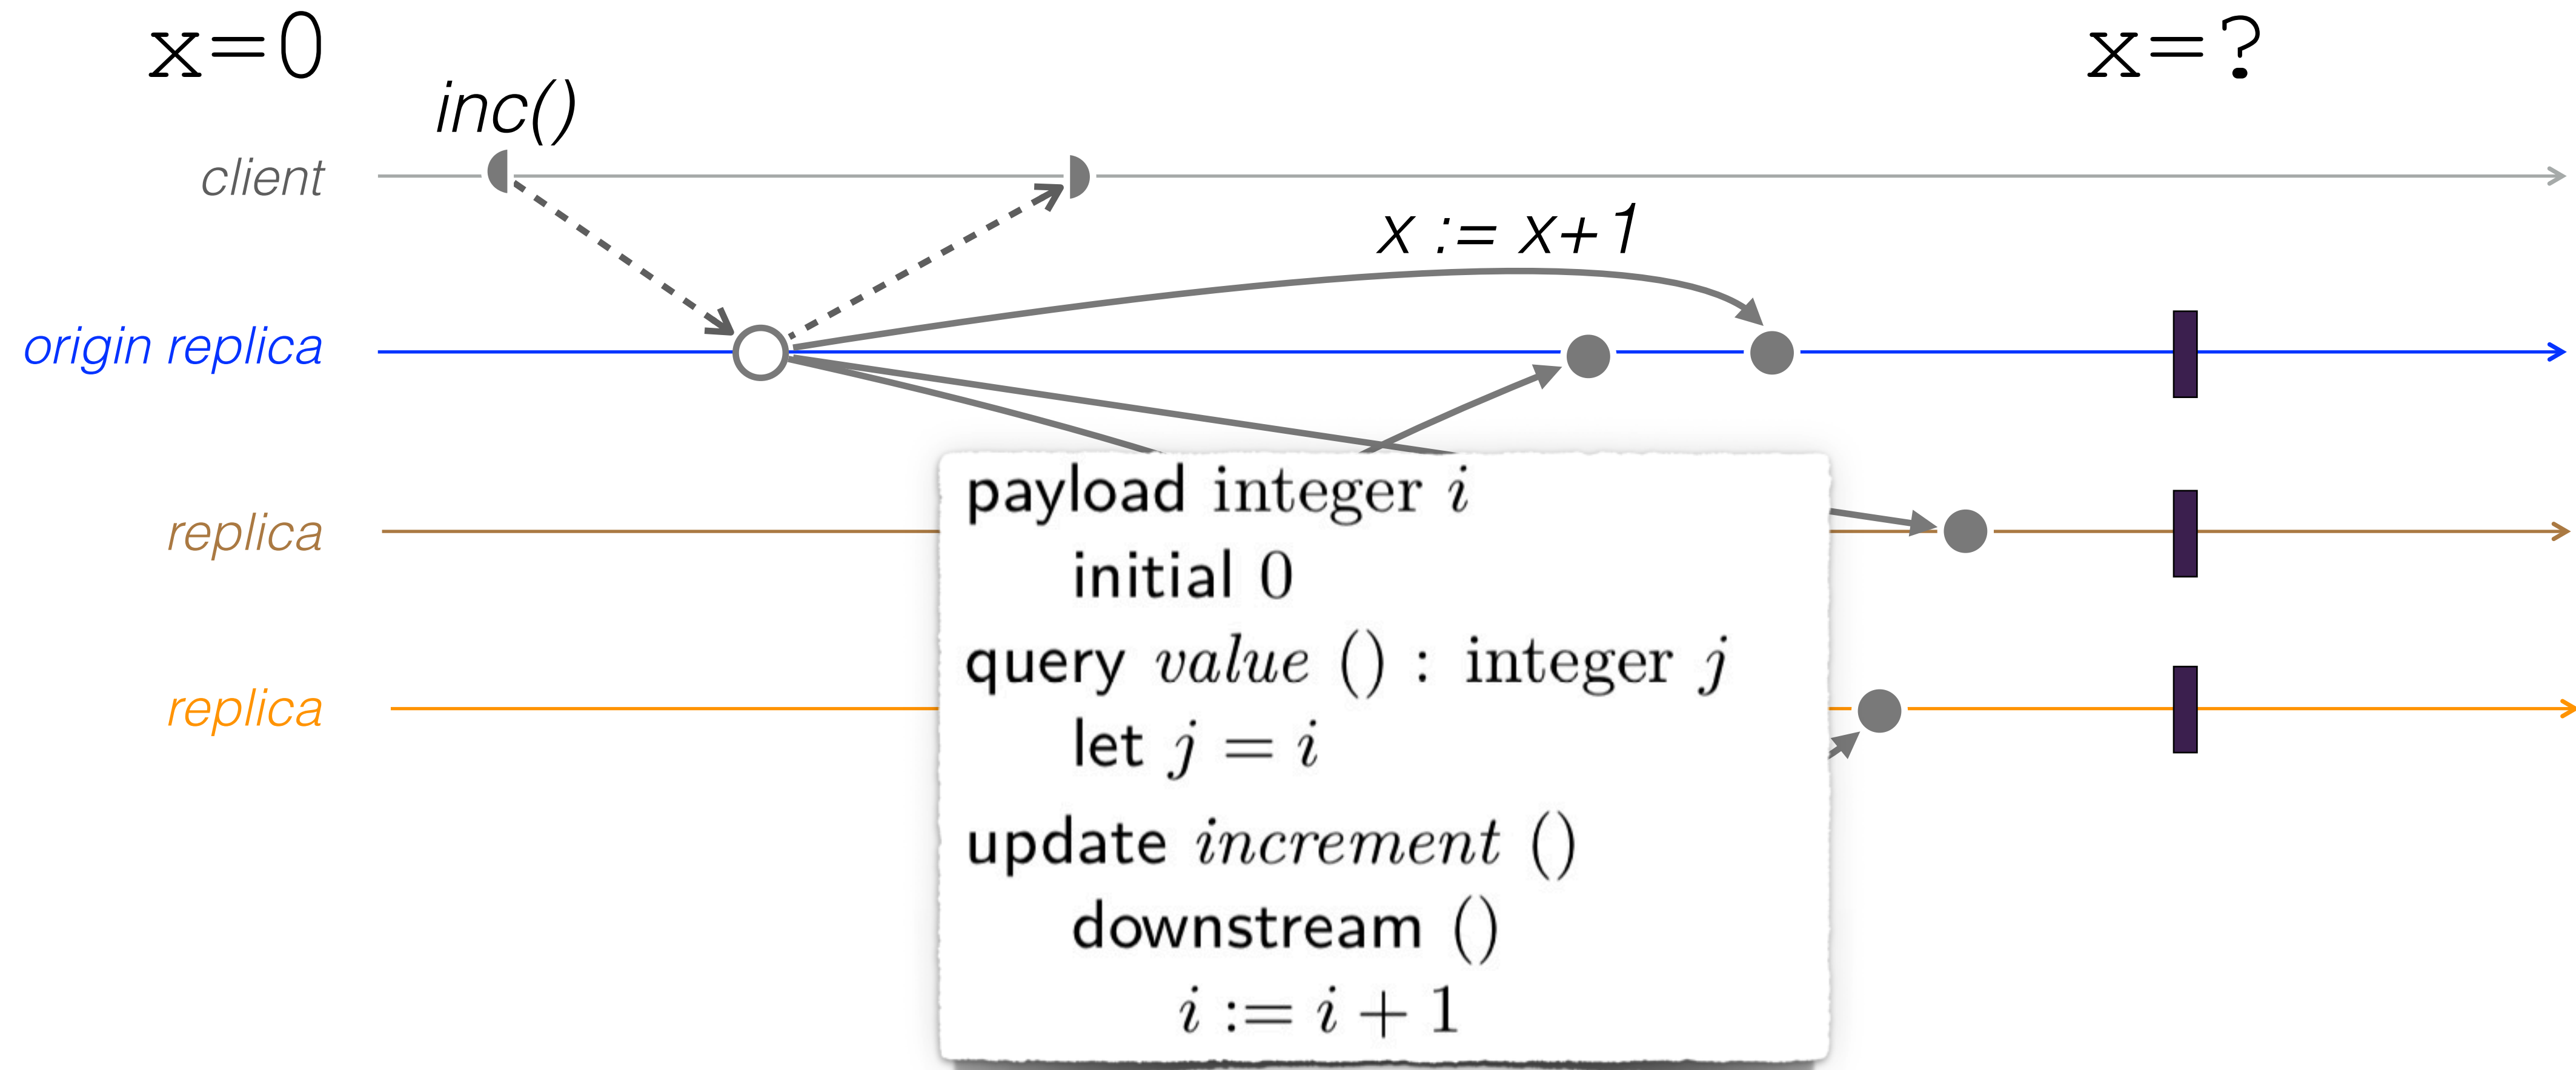 x=0
x=?
inc()
client
x := x+1
origin replica
replica
replica
payload integer i
initial 0
query value () : integer j
let j = i
update increment ()
downstream ()
i := i + 1